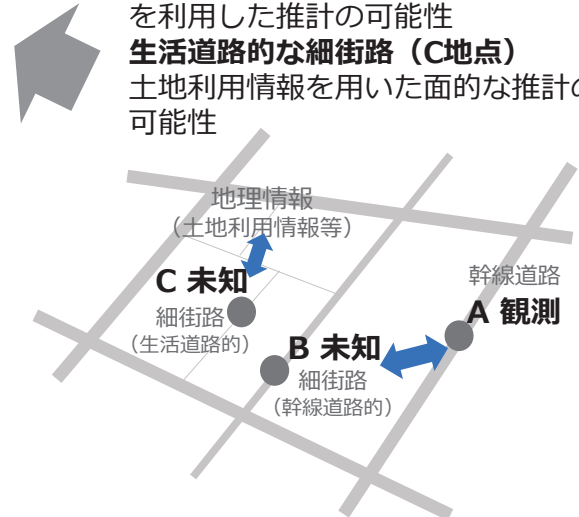 を利用した推計の可能性
生活道路的な細街路（C地点）
土地利用情報を用いた面的な推計の
可能性
地理情報
（土地利用情報等）
C 未知
細街路
（生活道路的）
幹線道路
A 観測
B 未知
細街路
（幹線道路的）